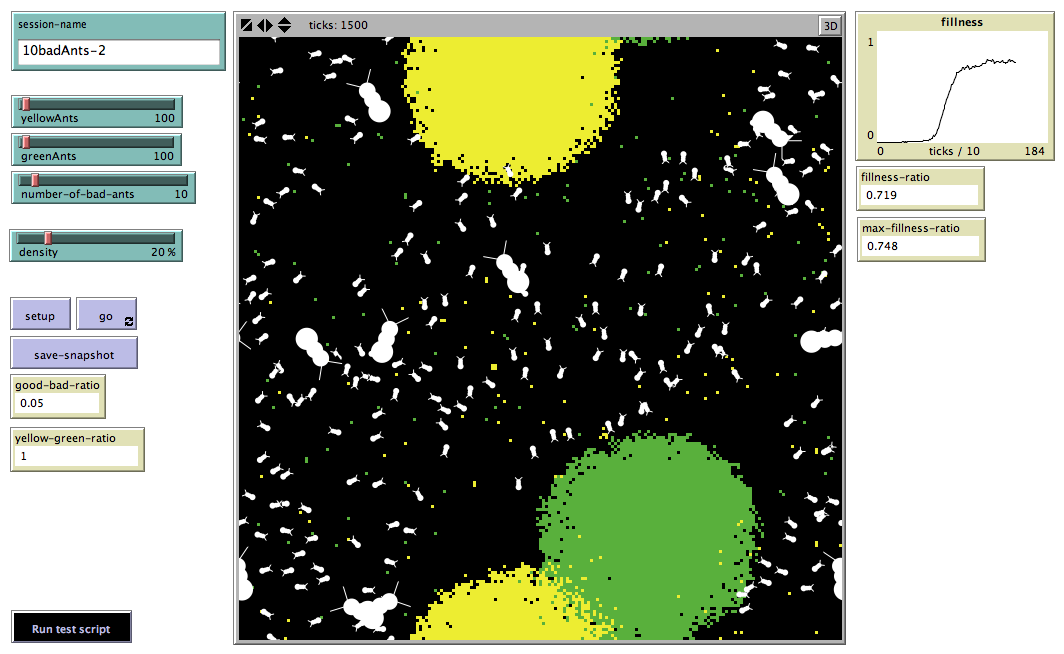 session-name
10badAnts-2
yellowAnts 100
greenAnts 100
number-of-bad-ants 10
density 20 %
setup go
save-snapshot
good-bad-ratio
0.05
yellow-green-ratio
1
Run test script
ticks: 1500 3D
fillness
1
0
0 ticks / 10 184
fillness-ratio
0.719
max-fillness-ratio
0.748